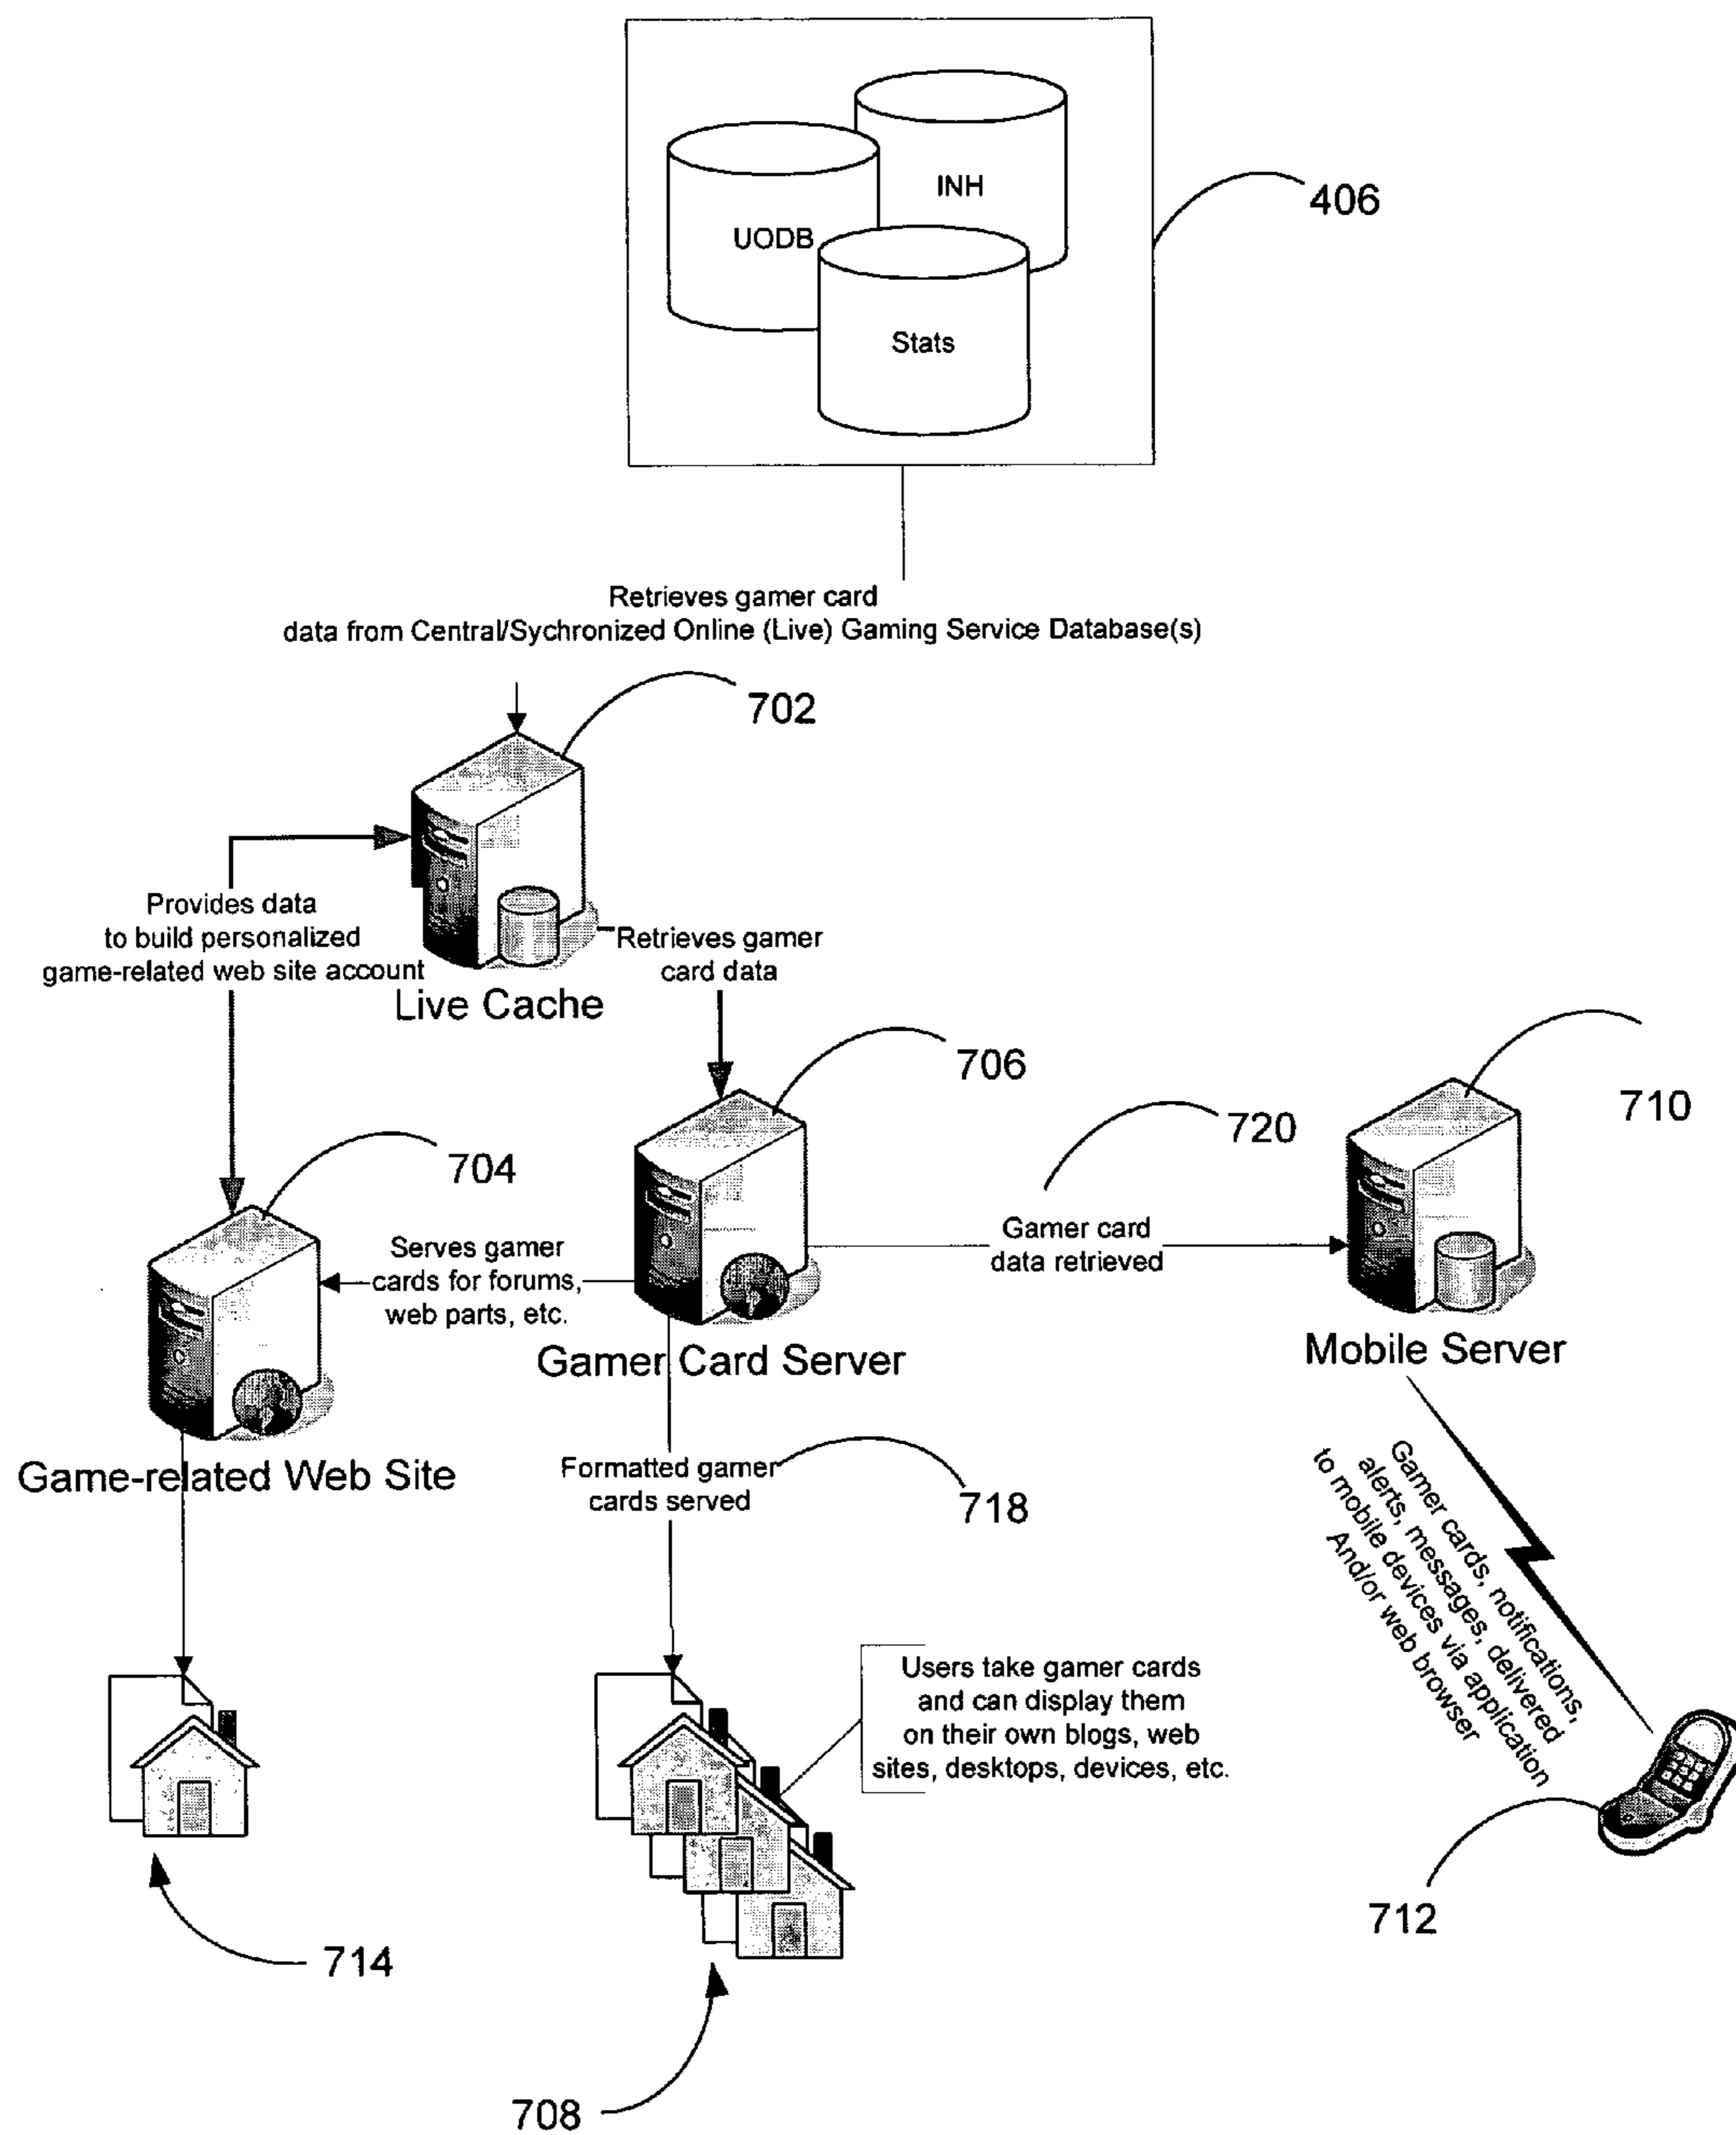 INH
406
UODB
Stats
Retrieves gamer card
data from Central/Sychronized Online (Live) Gaming Service Database(s)
702
Provides data
to build personalized
game-related web site account
Retrieves gamer
card data
Live Cache
706
710
720
704
Gamer card
data retrieved
Serves gamer
cards for forums,
web parts, etc.
Gamer Card Server
Mobile Server
Game-related Web Site
Formatted gamer
cards served
718
Gamer cards, notifications,
alerts, messages, delivered
to mobile devices via application
And/or web browser
Users take gamer cards
and can display them
on their own blogs, web
sites, desktops, devices, etc.
712
714
708